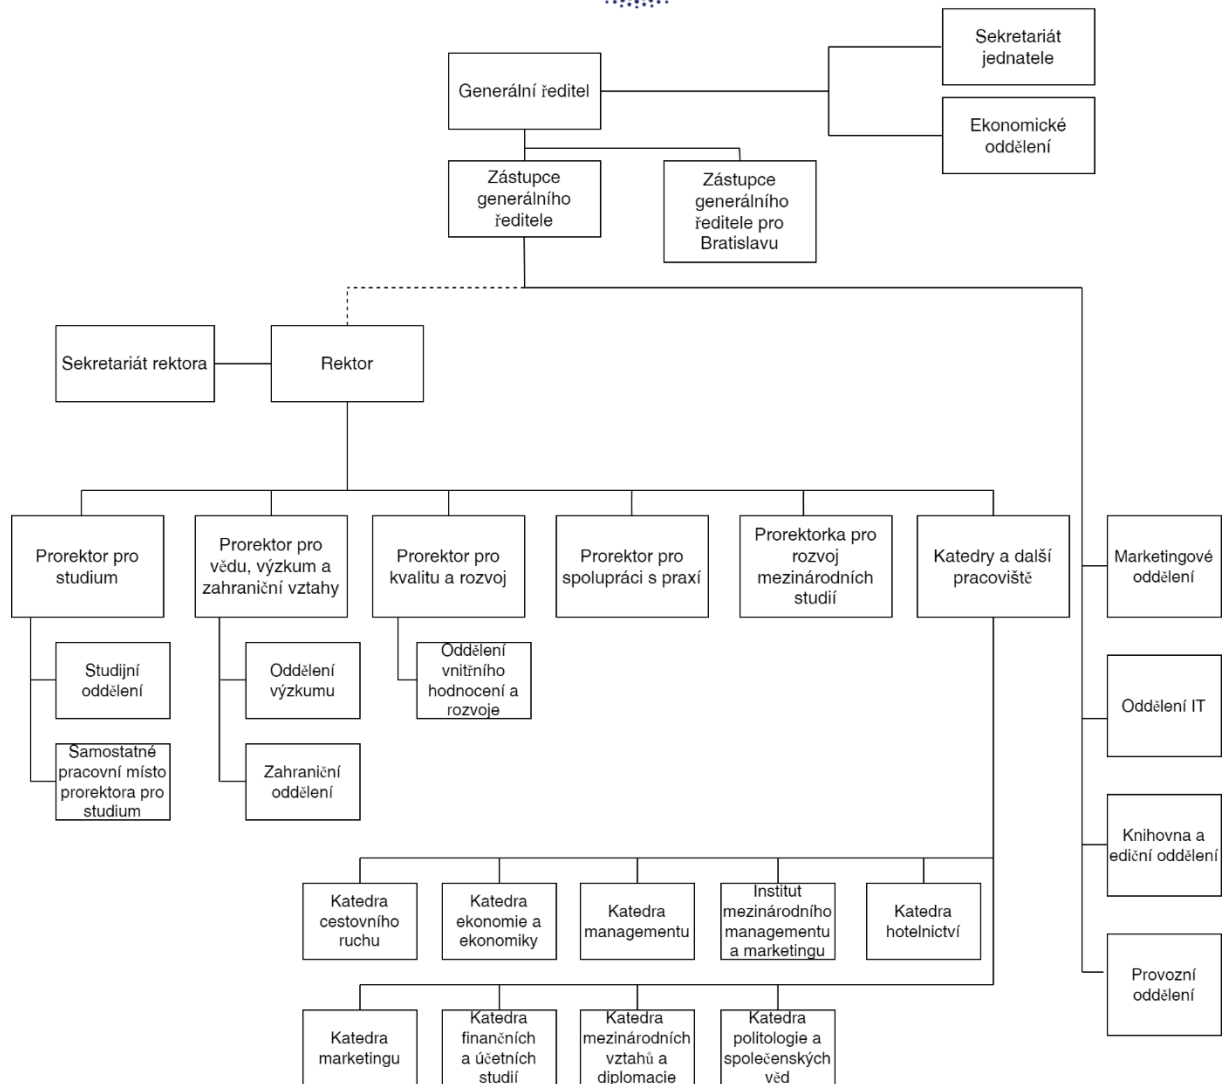 Sekretariát
jednatele
Generální ředitel
Ekonomické
oddělení
Zástupce
generálního
ředitele
Zástupce
generálního
ředitele pro
Bratislavu
Sekretariát rektora
Rektor
Prorektor pro
studium
Prorektor pro
vědu, výzkum a
zahraniční vztahy
Prorektor pro
kvalitu a rozvoj
Prorektor pro
spolupráci s praxí
Prorektorka pro
rozvoj
mezinárodních
studií
Katedry a další
pracoviště
Marketingové
oddělení
Studijní
oddělení
Oddělení
výzkumu
Oddělení
vnitřního
hodnocení a
rozvoje
Oddělení IT
Samostatné
pracovní místo
prorektora pro
studium
Zahraniční
oddělení
Knihovna a
ediční oddělení
Katedra
cestovního
ruchu
Katedra
ekonomie a
ekonomiky
Katedra
managementu
Institut
mezinárodního
managementu
a marketingu
Katedra
hotelnictví
Provozní
oddělení
Katedra
marketingu
Katedra
finančních
a účetních
studií
Katedra
mezinárodních
vztahů a
diplomacie
Katedra
politologie a
společenských
věd